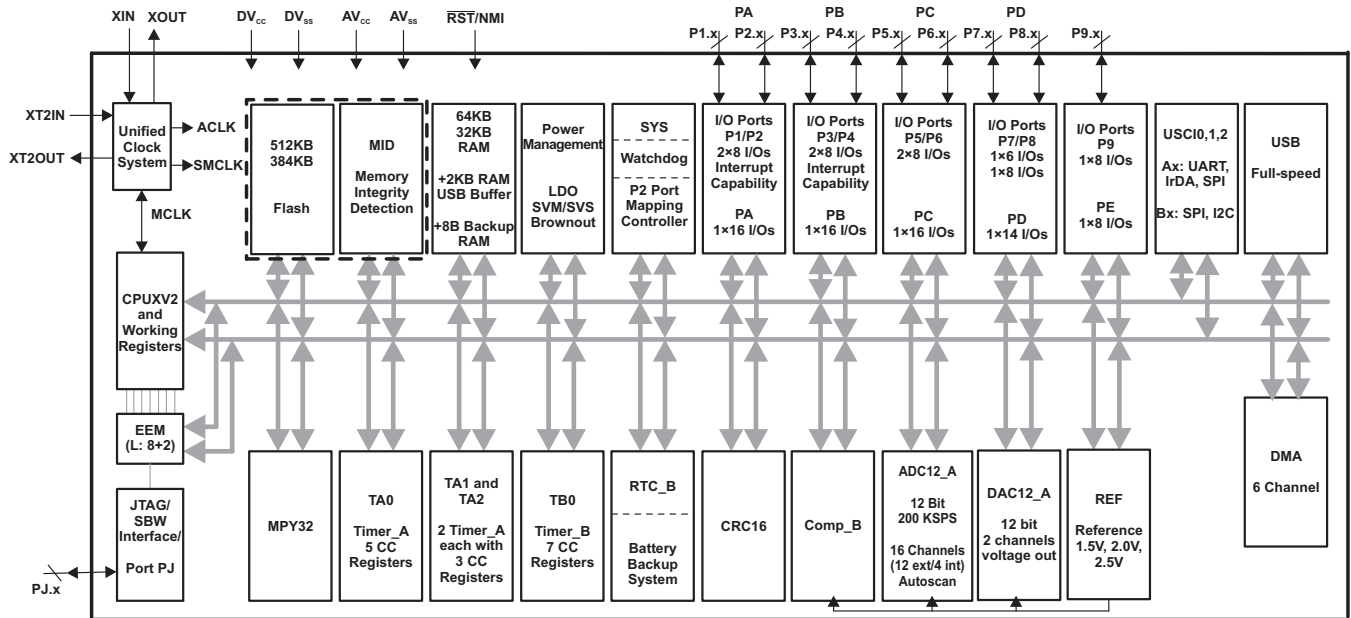 XIN XOUT DVCC DVSS AVCC AVSS RST/NMI PA PB PC PD
P1.x P2.x P3.x P4.x P5.x P6.x P7.x P8.x P9.x
XT2IN
XT2OUT
Unified
Clock
System
ACLK
SMCLK
MCLK
512KB
384KB
Flash
MID
Memory
Integrity
Detection
64KB
32KB
RAM
+2KB RAM
USB Buffer
+8B Backup
RAM
Power
Management
LDO
SVM/SVS
Brownout
SYS
Watchdog
P2 Port
Mapping
Controller
I/O Ports
P1/P2
2×8 I/Os
Interrupt
Capability
PA
1×16 I/Os
I/O Ports
P3/P4
2×8 I/Os
Interrupt
Capability
PB
1×16 I/Os
I/O Ports
P5/P6
2×8 I/Os
PC
1×16 I/Os
I/O Ports
P7/P8
1×6 I/Os
1×8 I/Os
PD
1×14 I/Os
I/O Ports
P9
1×8 I/Os
PE
1×8 I/Os
USCI0,1,2
Ax: UART,
IrDA, SPI
Bx: SPI, I2C
USB
Full-speed
CPUXV2
and
Working
Registers
EEM
(L: 8+2)
JTAG/
SBW
Interface/
Port PJ
PJ.x
MPY32
TA0
Timer_A
5 CC
Registers
TA1 and
TA2
2 Timer_A
each with
3 CC
Registers
TB0
Timer_B
7 CC
Registers
RTC_B
Battery
Backup
System
CRC16
Comp_B
ADC12_A
12 Bit
200 KSPS
16 Channels
(12 ext/4 int)
Autoscan
DAC12_A
12 bit
2 channels
voltage out
REF
Reference
1.5V, 2.0V,
2.5V
DMA
6 Channel